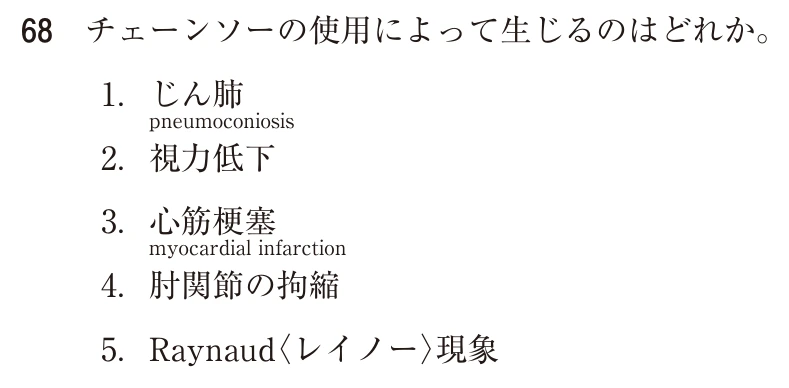 68 チェーンソーの使用によって生じるのはどれか。
1. じん肺
pneumoconiosis
2. 視力低下
3. 心筋梗塞
myocardial infarction
4. 肘関節の拘縮
5. Raynaud〈レイノー〉現象